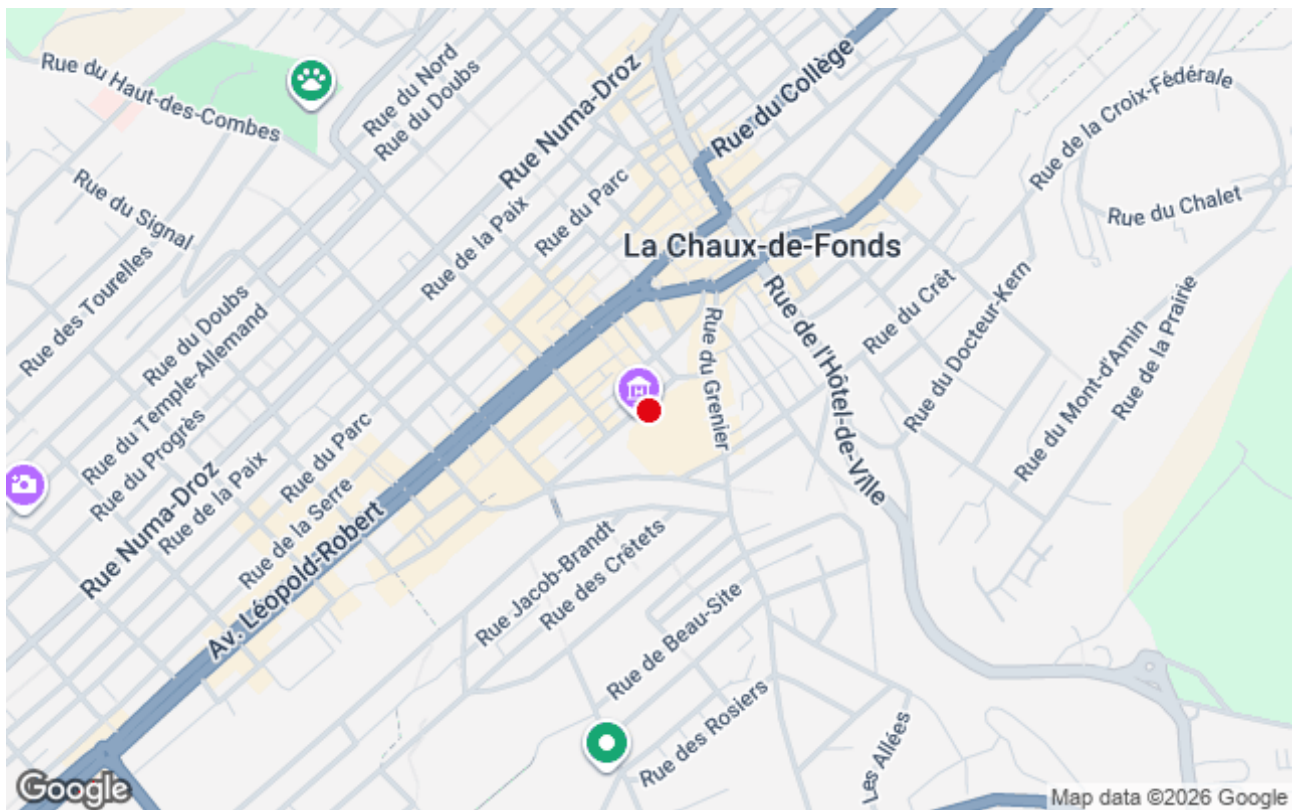 Rue du Haut-des-Combes
Rue du Nord
Rue du Doubs
Rue Numa-Droz
Rue du Collège
Rue de la Croix-Fédérale
Rue du Signal
Rue du Parc
Rue de la Paix
Rue du Chalet
La Chaux-de-Fonds
Rue des Tourelles
Rue du Doubs
Rue du Temple-Allemand
Rue du Progrès
Rue du Grenier
Rue de l'Hôtel-de-Ville
Rue du Crêt
Rue du Docteur-Kern
Rue du Mont-d'Amin
Rue de la Prairie
Rue Numa-Droz
Rue de la Paix
Rue du Parc
Rue de la Serre
Av. Léopold-Robert
Rue Jacob-Brandt
Rue des Crêtets
Rue de Beau-Site
Rue des Rosiers
Les Allées
Google
Map data ©2026 Google